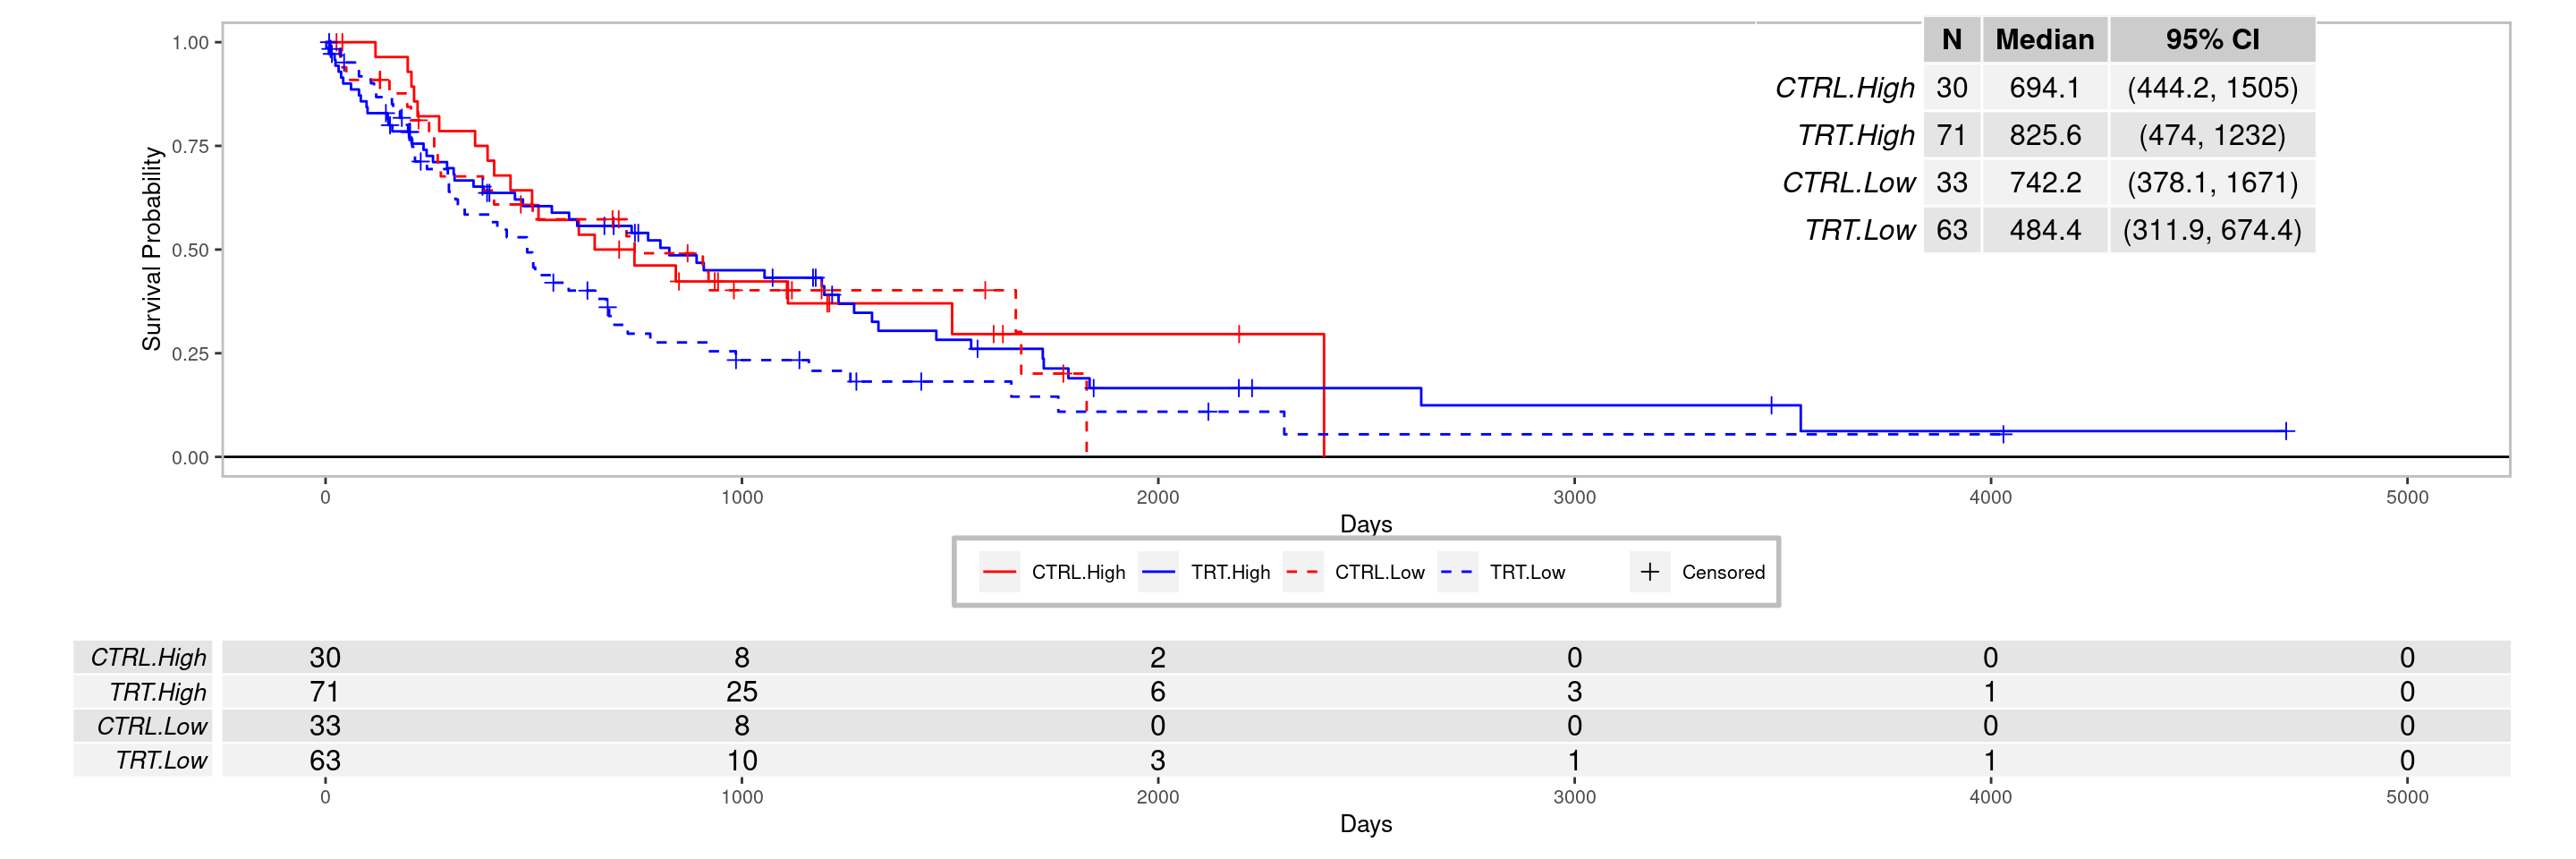 N Median 95% CI
CTRL.High 30 694.1 (444.2, 1505)
TRT.High 71 825.6 (474, 1232)
CTRL.Low 33 742.2 (378.1, 1671)
TRT.Low 63 484.4 (311.9, 674.4)
Survival Probability
1.00
0.75
0.50
0.25
0.00
0 1000 2000 3000 4000 5000
Days
CTRL.High TRT.High CTRL.Low TRT.Low Censored
CTRL.High 30 8 2 0 0 0
TRT.High 71 25 6 3 1 0
CTRL.Low 33 8 0 0 0 0
TRT.Low 63 10 3 1 1 0
0 1000 2000 3000 4000 5000
Days